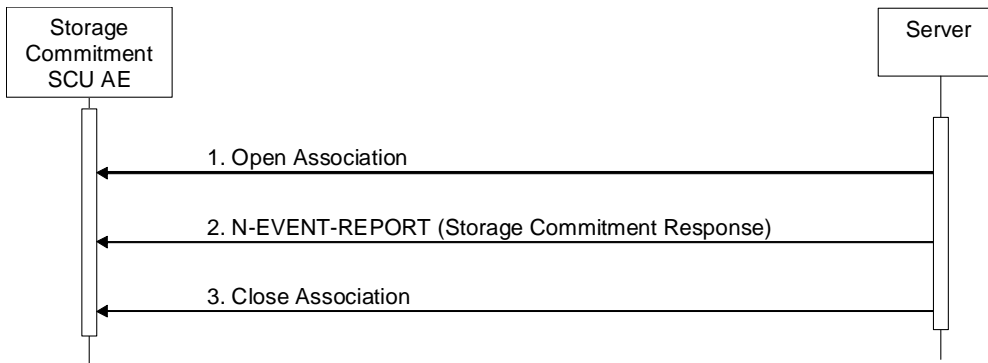 Storage
Commitment
SCU AE
Server
1. Open Association
2. N-EVENT-REPORT (Storage Commitment Response)
3. Close Association